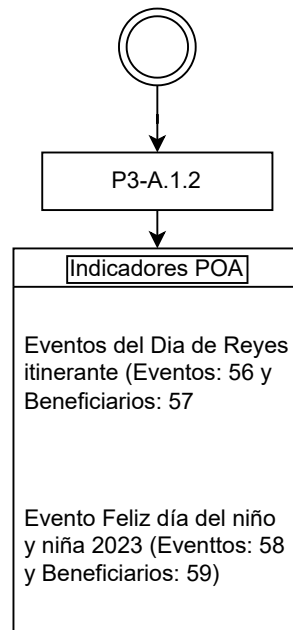 P3-A.1.2
Indicadores POA
Eventos del Dia de Reyes
itinerante (Eventos: 56 y
Beneficiarios: 57
Evento Feliz día del niño
y niña 2023 (Eventtos: 58
y Beneficiarios: 59)